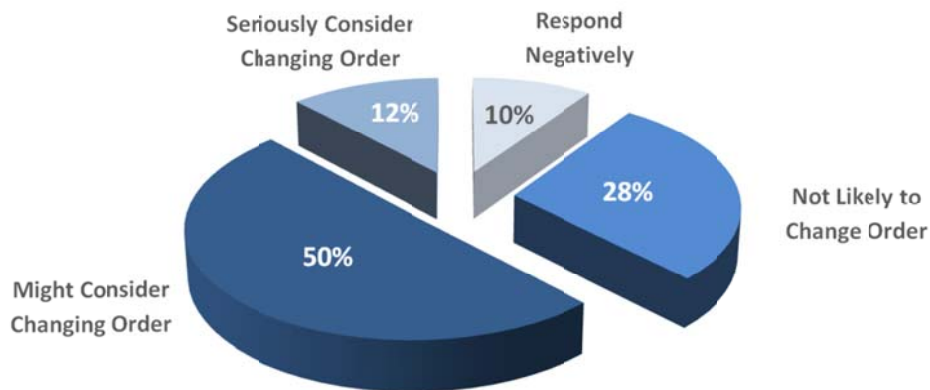 Seriously Consider
Changing Order
12%
Respond
Negatively
10%
28%
Not Likely to
Change Order
50%
Might Consider
Changing Order